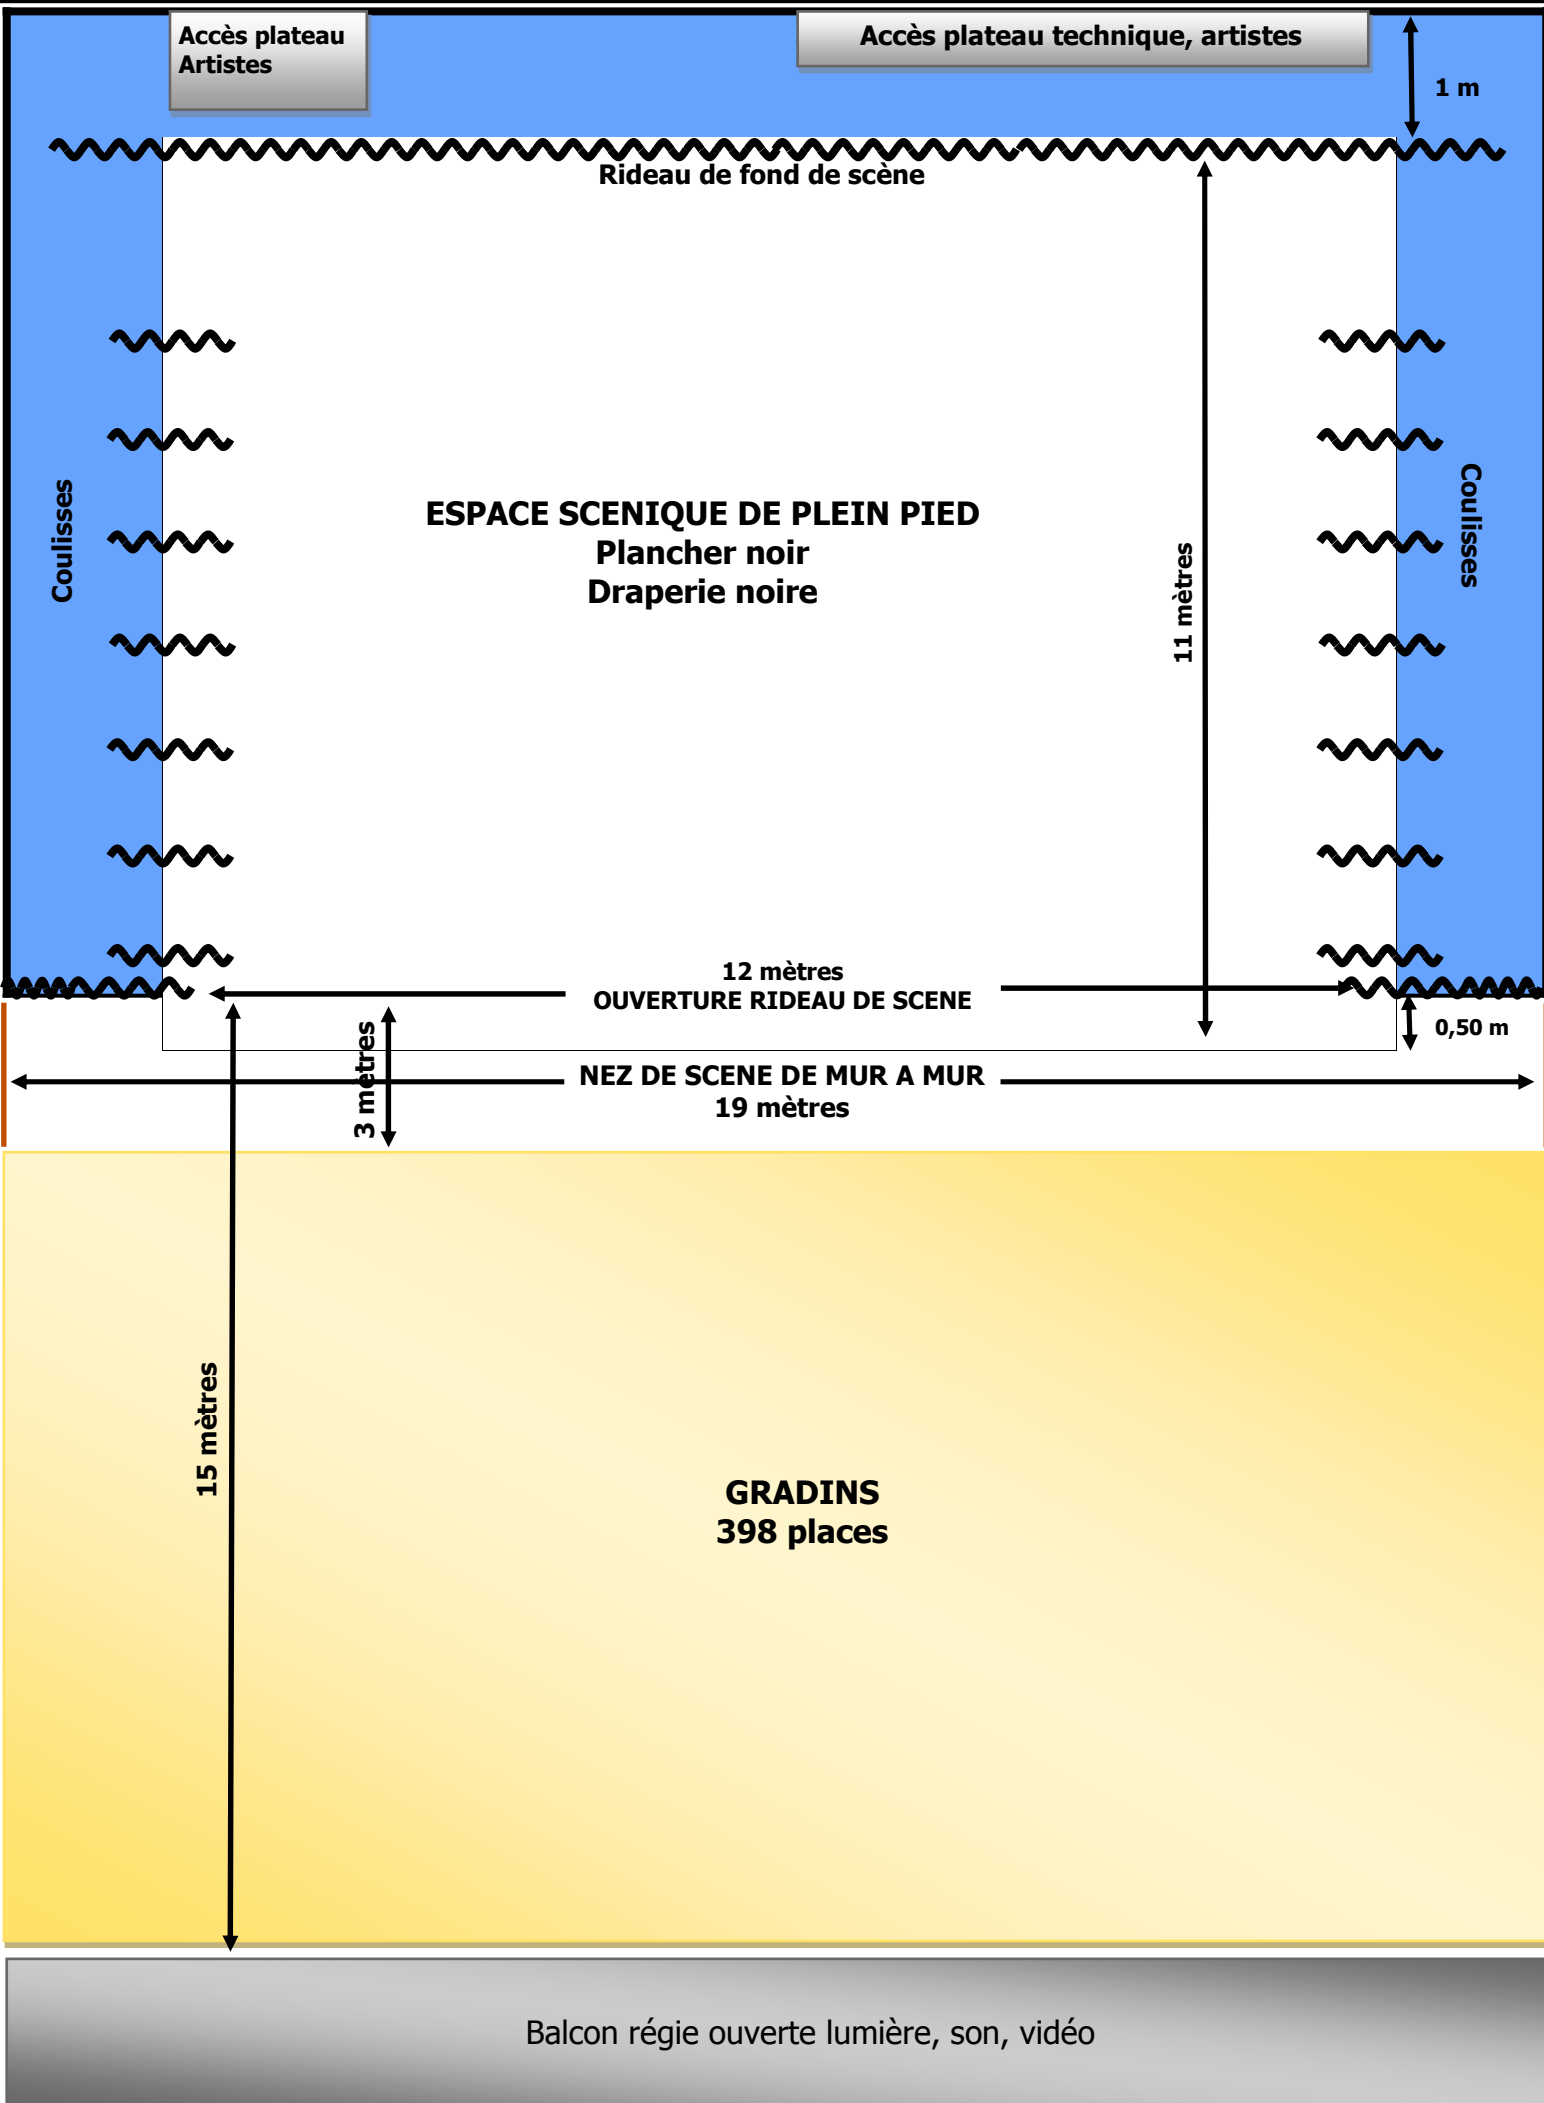 Accès plateau
Artistes
Accès plateau technique, artistes
1 m
Rideau de fond de scène
Coulisses
ESPACE SCENIQUE DE PLEIN PIED
Plancher noir
Draperie noire
11 mètres
Coulisses
12 mètres
OUVERTURE RIDEAU DE SCENE
0,50 m
3 mètres
NEZ DE SCENE DE MUR A MUR
19 mètres
15 mètres
GRADINS
398 places
Balcon régie ouverte lumière, son, vidéo